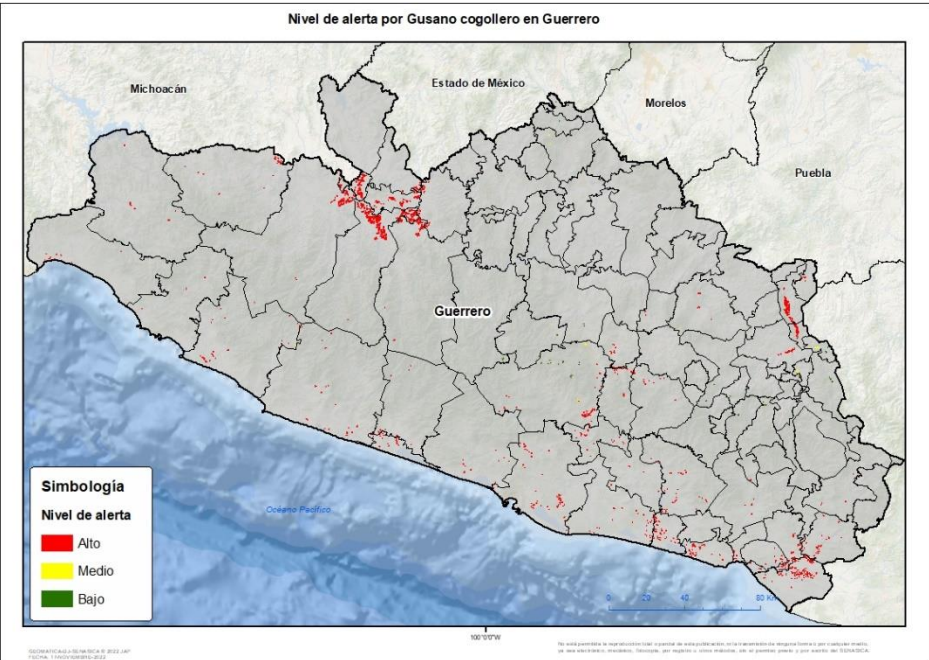 Nivel de alerta por Gusano cogollero en Guerrero
Michoacán
Estado de México
Morelos
Puebla
Guerrero
Simbología
Nivel de alerta
Alto
Medio
Bajo
Océano Pacífico
0 20 40 80 Km
100°0'0"W